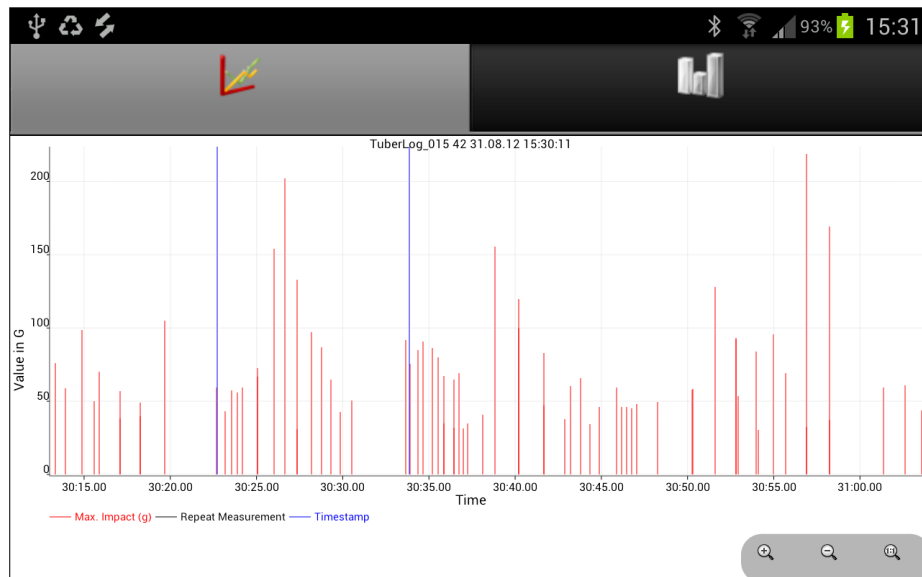 93% 15:31
TuberLog_015 42 31.08.12 15:30:11
200
150
100
50
0
Value in G
30:15.00 30:20.00 30:25.00 30:30.00 30:35.00 30:40.00 30:45.00 30:50.00 30:55.00 31:00.00
Time
Max. Impact (g) Repeat Measurement Timestamp
1:1